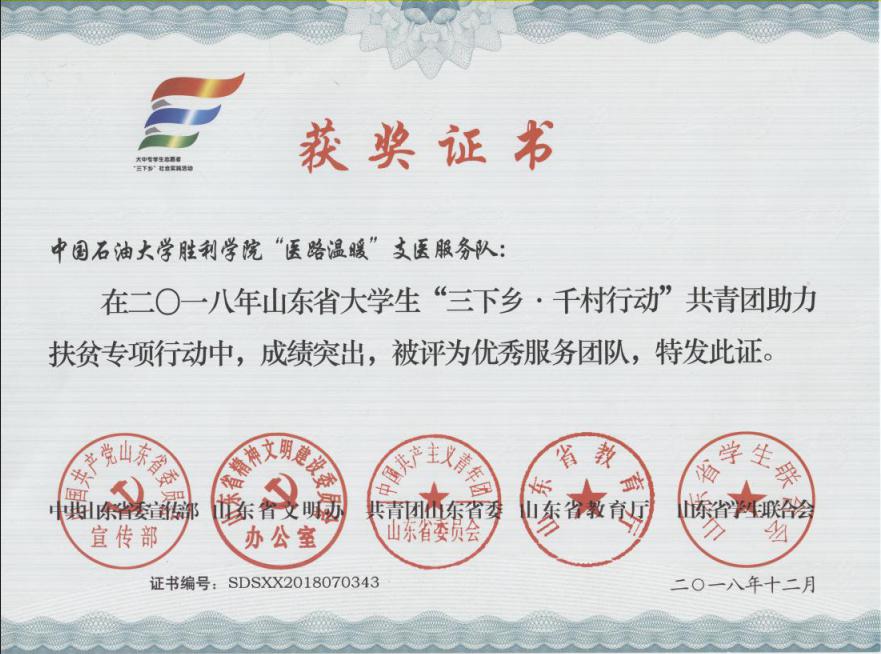 大中专学生志愿者
“三下乡”社会实践活动
获奖证书
中国石油大学胜利学院“医路温暖”支医服务队：
在二〇一八年山东省大学生“三下乡·千村行动”共青团助力
扶贫专项行动中，成绩突出，被评为优秀服务团队，特发此证。
中国共产党山东省委员会
宣传部
山东省精神文明建设委员会
办公室
中国共产主义青年团
山东省委员会
山东省教育厅
山东省学生联合会
中共山东省委宣传部 山东省文明办 共青团山东省委 山东省教育厅 山东省学生联合会
证书编号：SDSXX2018070343
二〇一八年十二月